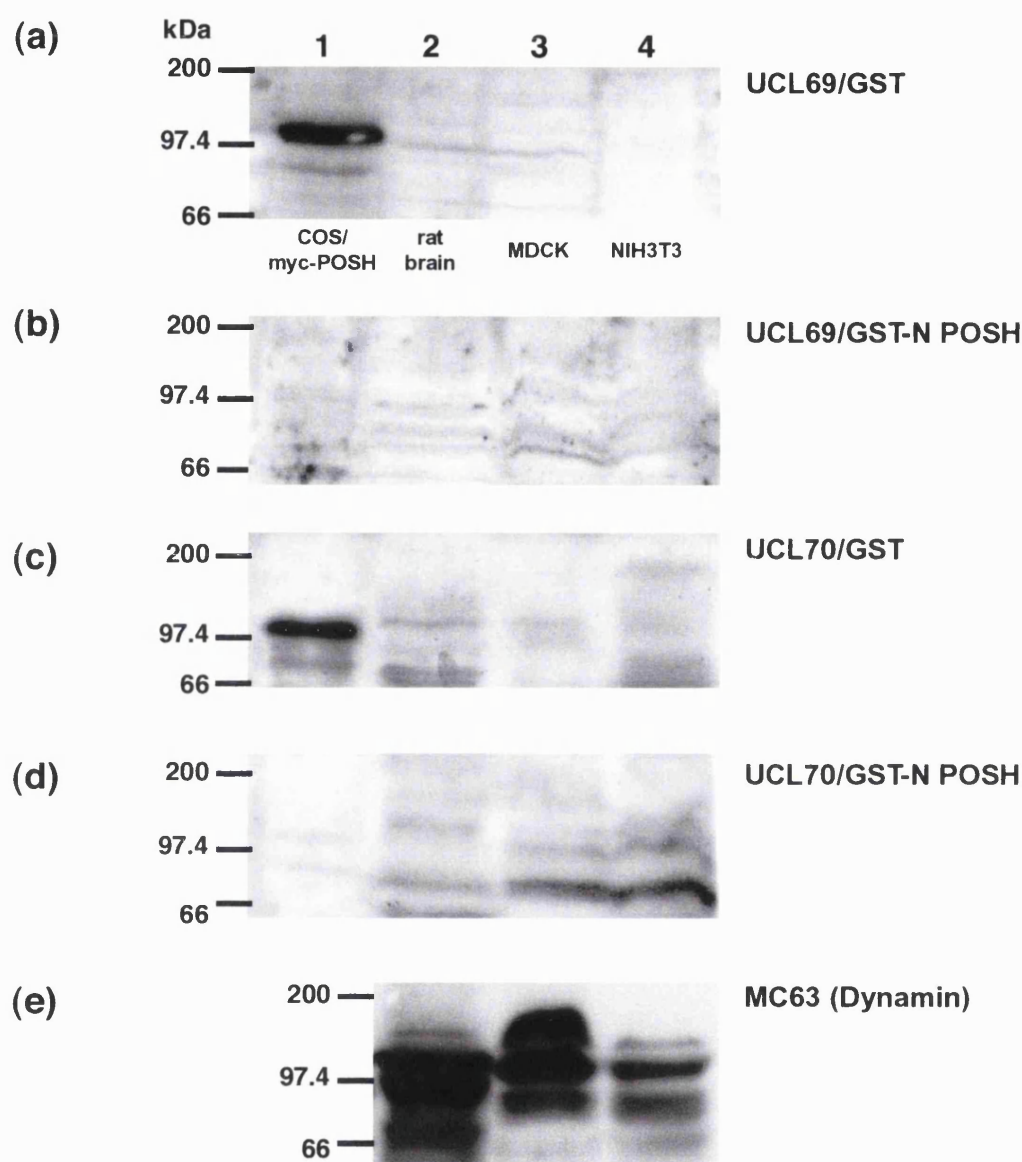 (a)
kDa
1 2 3 4
200
97.4
66
UCL69/GST
COS/
myc-POSH
rat
brain
MDCK
NIH3T3
(b)
200
97.4
66
UCL69/GST-N POSH
(c)
200
97.4
66
UCL70/GST
(d)
200
97.4
66
UCL70/GST-N POSH
(e)
200
97.4
66
MC63 (Dynamin)